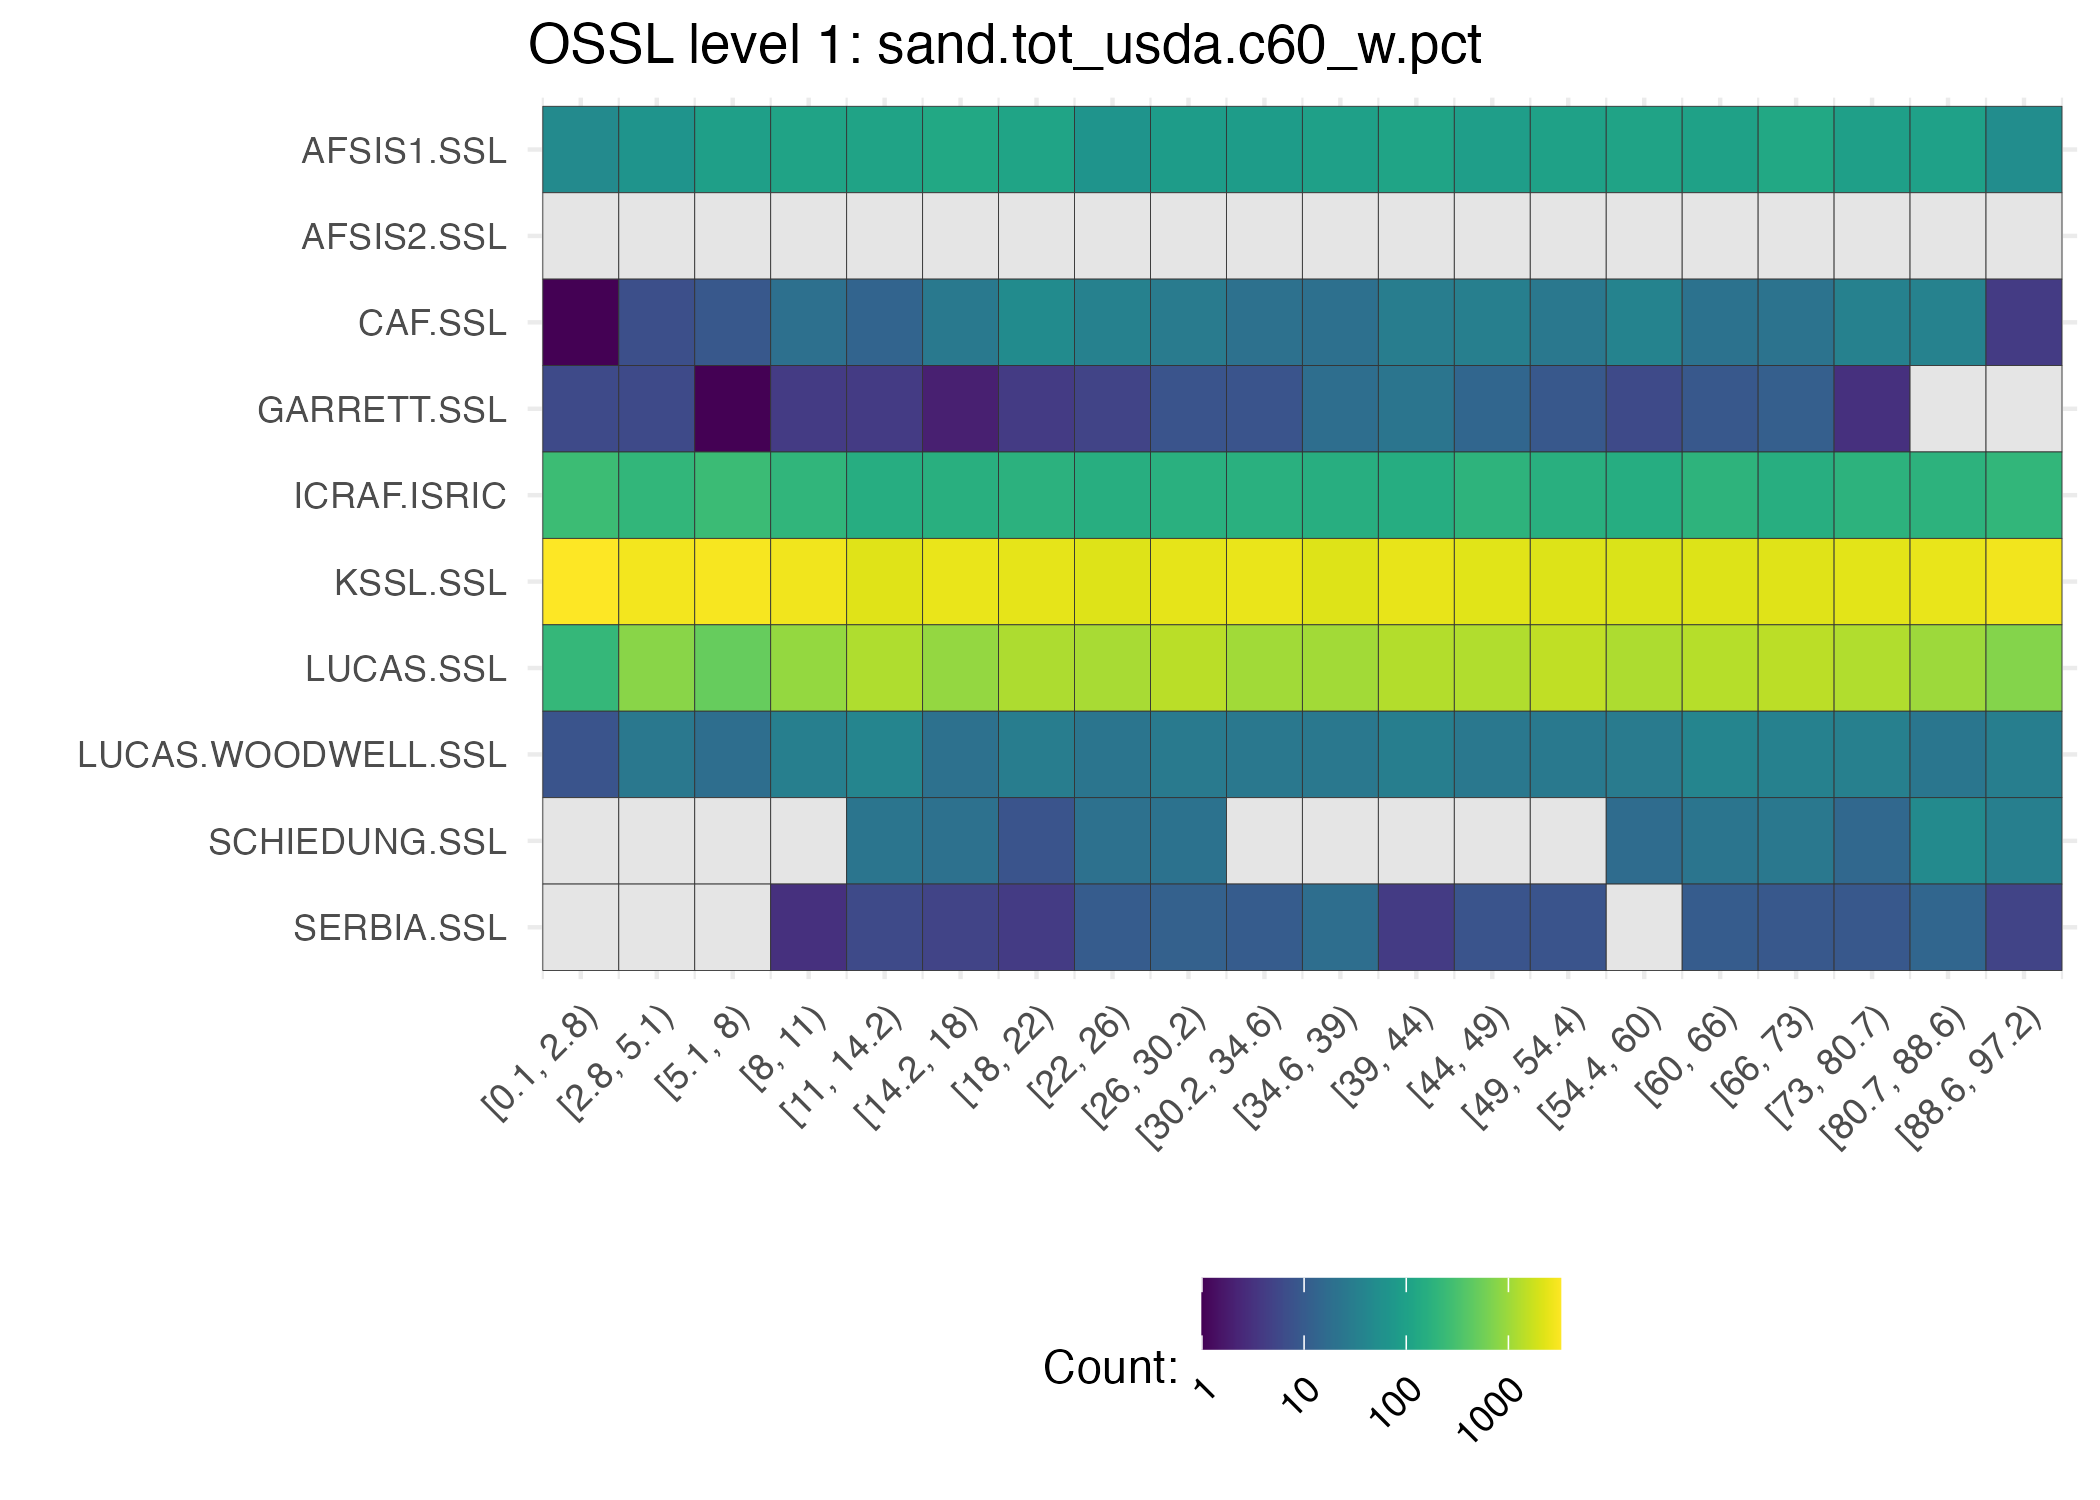 OSSL level 1: sand.tot_usda.c60_w.pct
AFSIS1.SSL
AFSIS2.SSL
CAF.SSL
GARRETT.SSL
ICRAF.ISRIC
KSSL.SSL
LUCAS.SSL
LUCAS.WOODWELL.SSL
SCHIEDUNG.SSL
SERBIA.SSL
[0.1, 2.8)
[2.8, 5.1)
[5.1, 8)
[8, 11)
[11, 14.2)
[14.2, 18)
[18, 22)
[22, 26)
[26, 30.2)
[30.2, 34.6)
[34.6, 39)
[39, 44)
[44, 49)
[49, 54.4)
[54.4, 60)
[60, 66)
[66, 73)
[73, 80.7)
[80.7, 88.6)
[88.6, 97.2)
Count:
1
10
100
1000